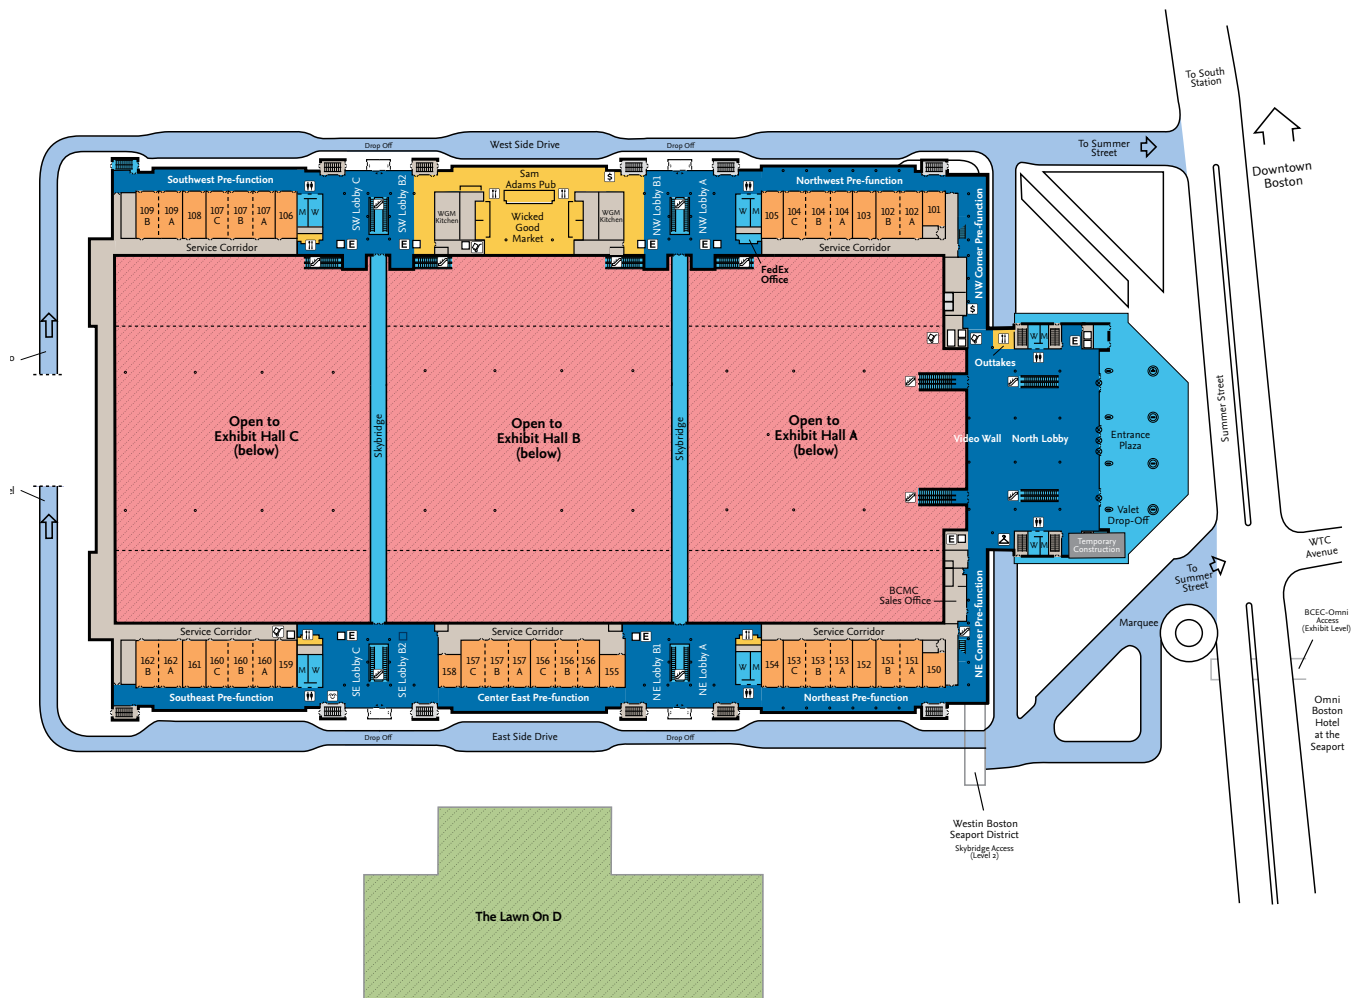 To South
Station
Downtown
Boston
Drop Off
West Side Drive
Drop Off
To Summer
Street
Southwest Pre-function
SW Lobby C
SW Lobby B2
Sam
Adams Pub
$
NW Lobby B1
NW Lobby A
Northwest Pre-function
NW Corner Pre-function
109
B
109
A
108
107
C
107
B
107
A
106
M
W
WGM
Kitchen
Wicked
Good
Market
WGM
Kitchen
W
M
105
104
C
104
B
104
A
103
102
B
102
A
101
Service Corridor
E
E
E
E
Service Corridor
FedEx
Office
$
Outtakes
W
M
E
Open to
Exhibit Hall C
(below)
Skybridge
Open to
Exhibit Hall B
(below)
Skybridge
Open to
Exhibit Hall A
(below)
Video Wall
North Lobby
Entrance
Plaza
Summer Street
Valet
Drop-Off
E
W
M
Temporary
Construction
WTC
Avenue
To
Summer
Street
BCMC
Sales Office
Marquee
BCEC-Omni
Access
(Exhibit Level)
Omni
Boston
Hotel
at the
Seaport
Service Corridor
E
Service Corridor
E
Service Corridor
162
B
162
A
161
160
C
160
B
160
A
159
M
W
SE Lobby C
SE Lobby B2
158
157
C
157
B
157
A
156
C
156
B
156
A
155
NE Lobby B1
NE Lobby A
W
M
154
153
C
153
B
153
A
152
151
B
151
A
150
NE Corner Pre-function
Southeast Pre-function
Center East Pre-function
Northeast Pre-function
Drop Off
East Side Drive
Drop Off
Westin Boston
Seaport District
Skybridge Access
(Level 2)
The Lawn On D